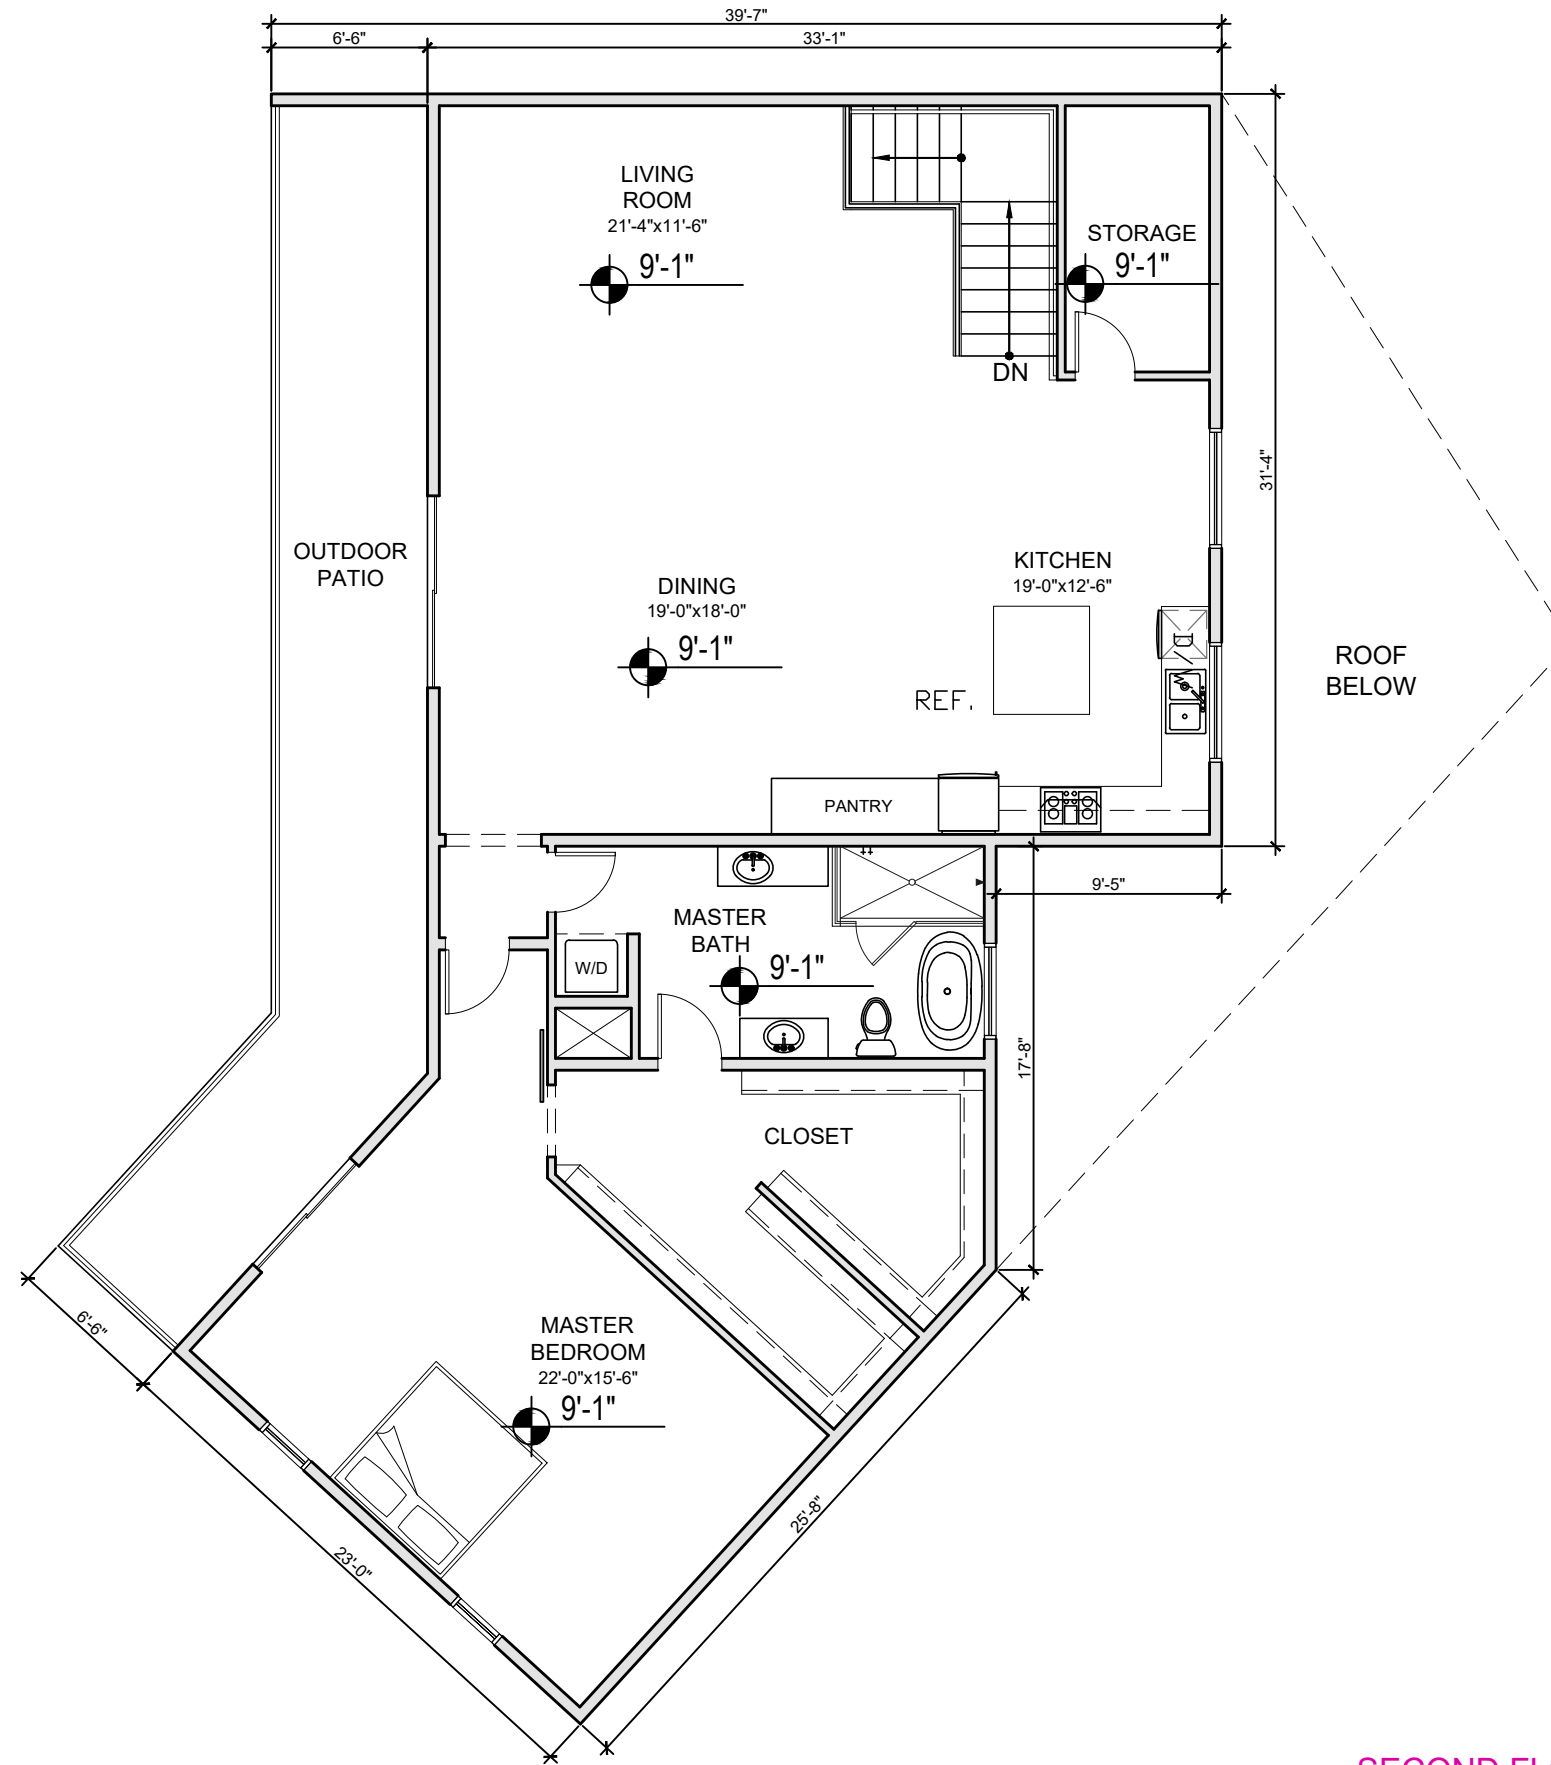 39'-7"
6'-6"
33'-1"
LIVING
ROOM
21'-4"x11'-6"
9'-1"
STORAGE
9'-1"
DN
31'-4"
OUTDOOR
PATIO
KITCHEN
19'-0"x12'-6"
DINING
19'-0"x18'-0"
9'-1"
D/W
ROOF
BELOW
REF.
PANTRY
9'-5"
MASTER
BATH
9'-1"
W/D
17'-8"
CLOSET
6'-6"
MASTER
BEDROOM
22'-0"x15'-6"
9'-1"
25'-8"
23'-0"
SECOND